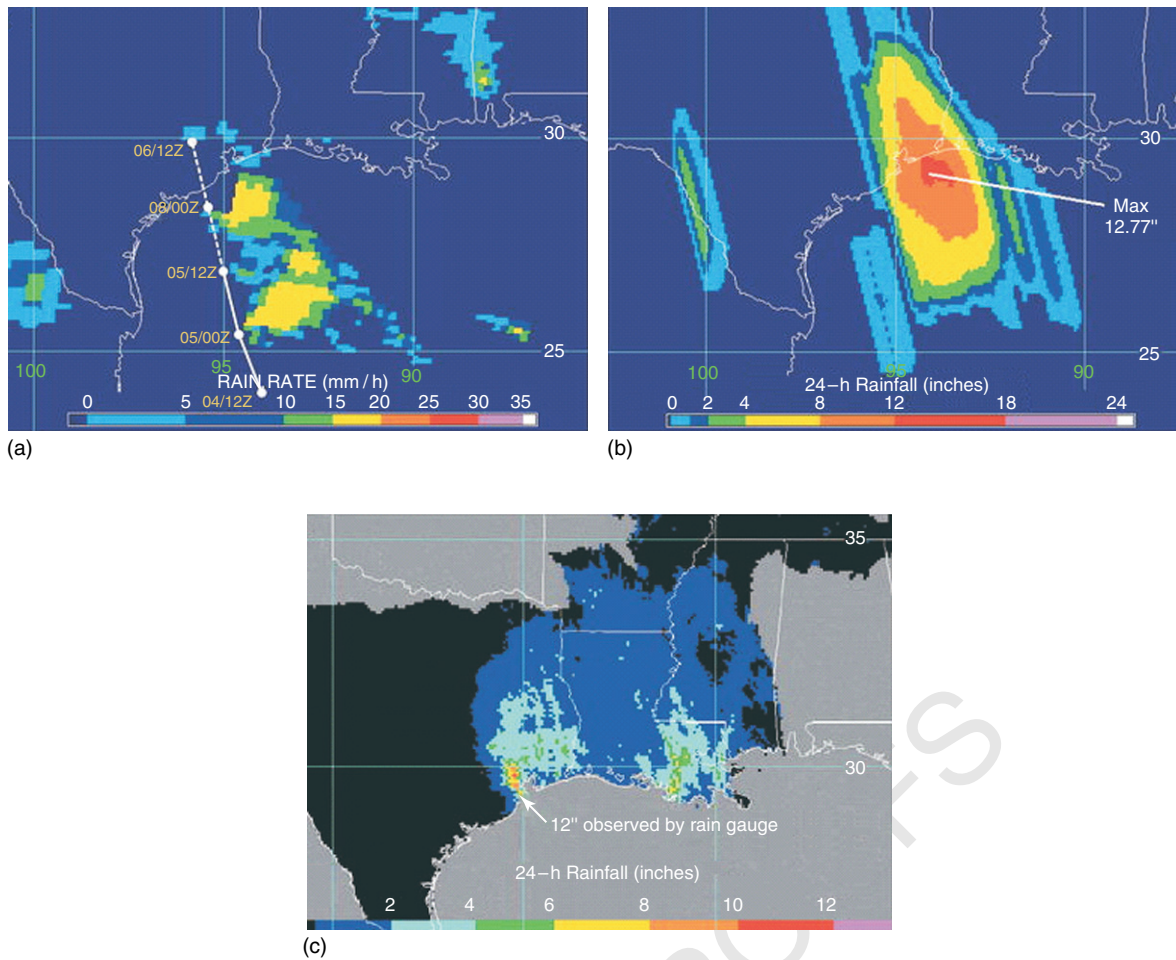 30
06/12Z
08/00Z
05/12Z
05/00Z
25
100
95
90
RAIN RATE (mm / h)
04/12Z
0 5 10 15 20 25 30 35
(a)
30
Max
12.77"
25
100
95
90
24-h Rainfall (inches)
0 2 4 8 12 18 24
(b)
35
30
12" observed by rain gauge
24-h Rainfall (inches)
2 4 6 8 10 12
(c)